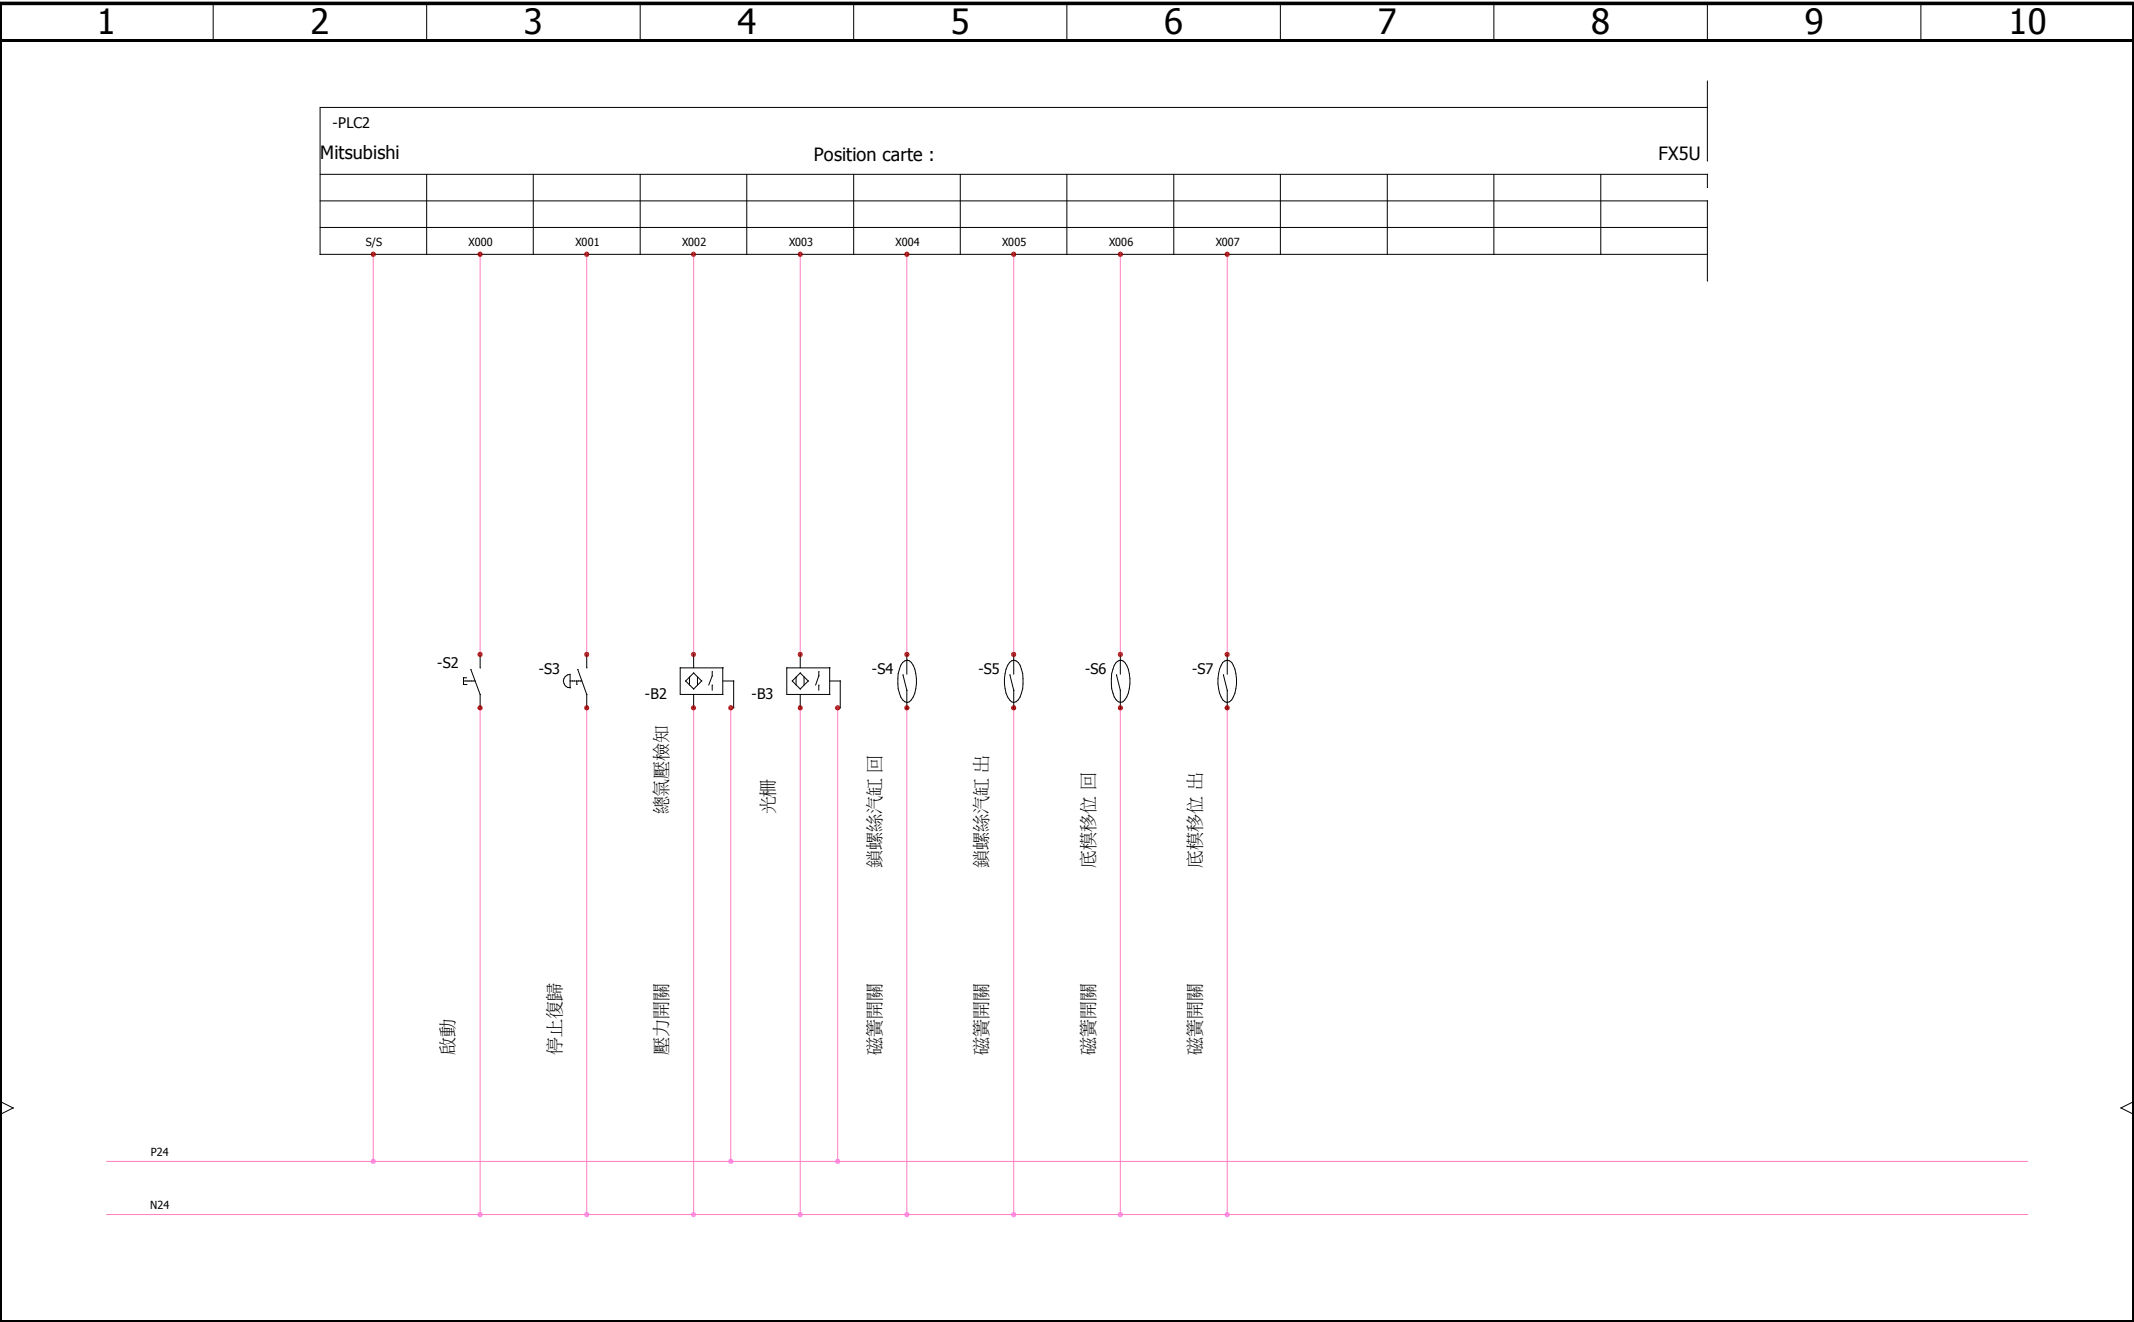 1 2 3 4 5 6 7 8 9 10
-PLC2
Mitsubishi Position carte : FX5U
S/S X000 X001 X002 X003 X004 X005 X006 X007
-S2 -S3 -B2 -B3 -S4 -S5 -S6 -S7
總氣壓檢知
光柵
鎖螺絲汽缸 回
鎖螺絲汽缸 出
底模移位 回
底模移位 出
啟動
停止復歸
壓力開關
磁簧開關
磁簧開關
磁簧開關
磁簧開關
P24
N24